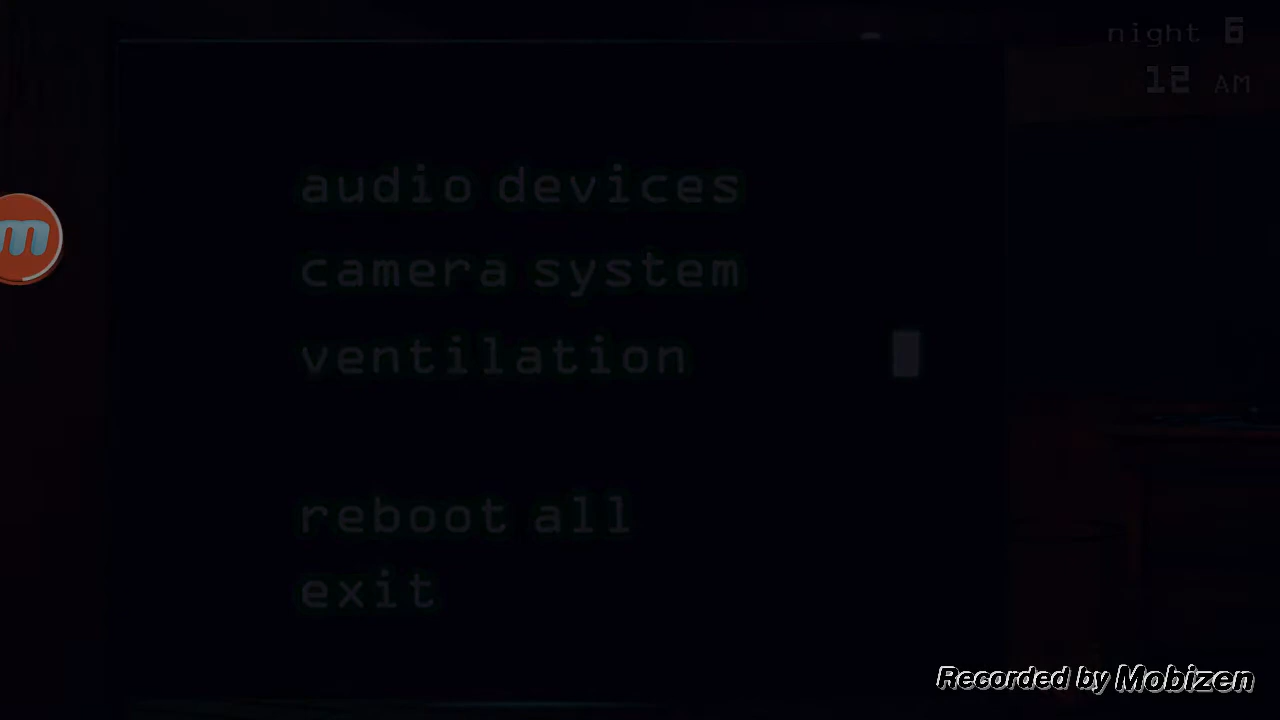 night 6
12 AM
audio devices
camera system
m
ventilation
reboot all
exit
Recorded by Mobizen